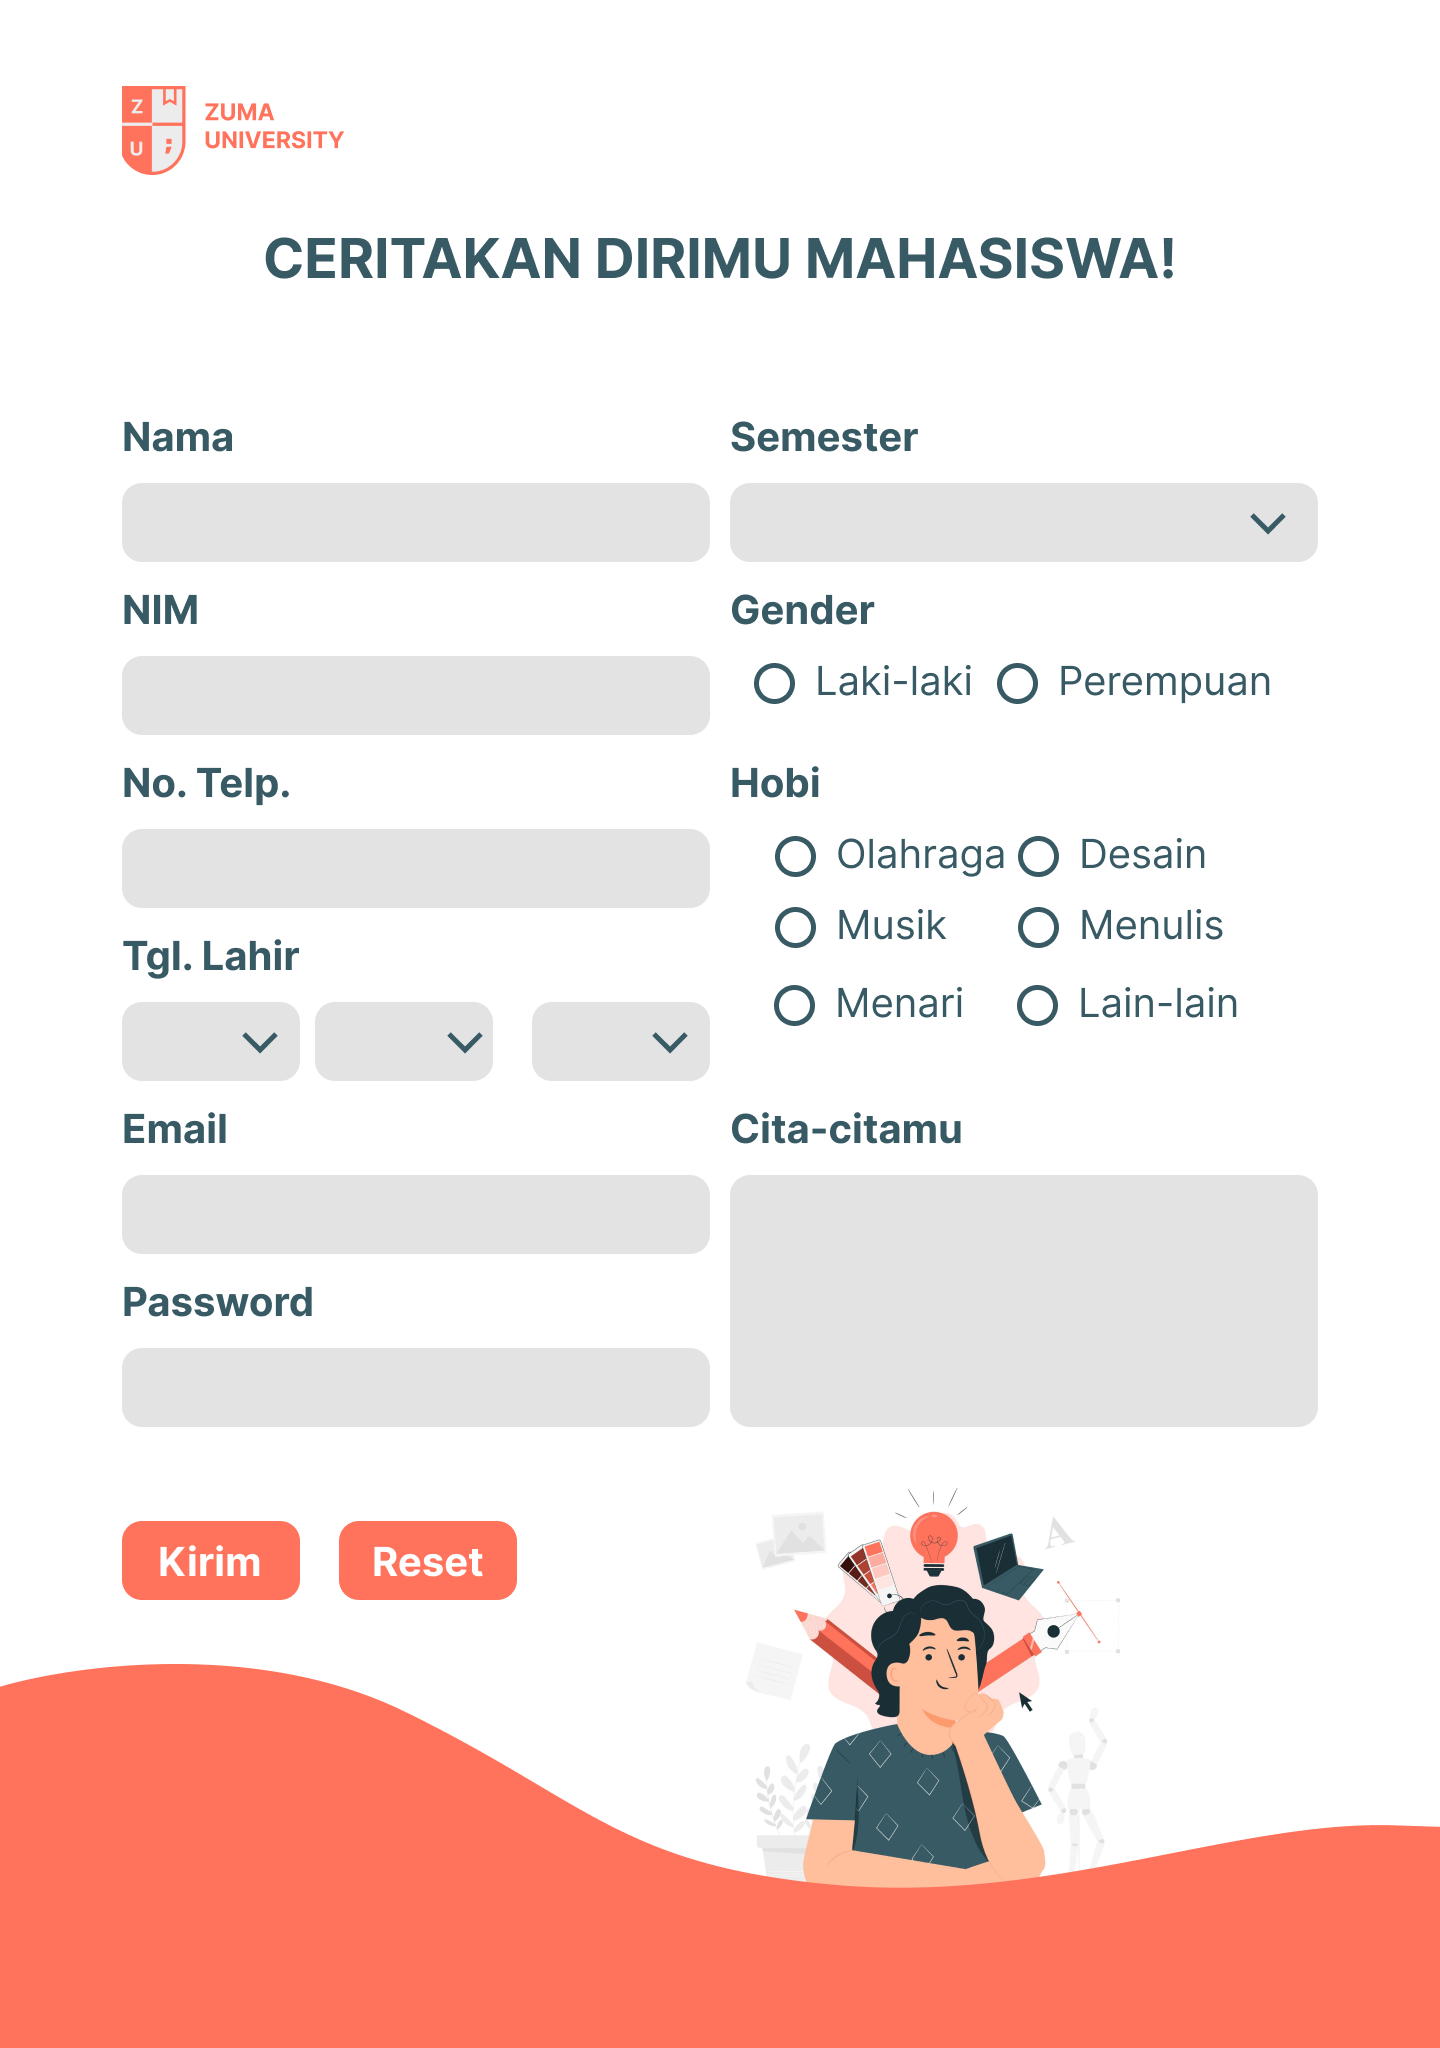 Z
U
;
ZUMA
UNIVERSITY
CERITAKAN DIRIMU MAHASISWA!
Nama
Semester
NIM
Gender
Laki-laki Perempuan
No. Telp.
Hobi
Olahraga Desain
Musik Menulis
Menari Lain-lain
Tgl. Lahir
Email
Cita-citamu
Password
Kirim
Reset
A